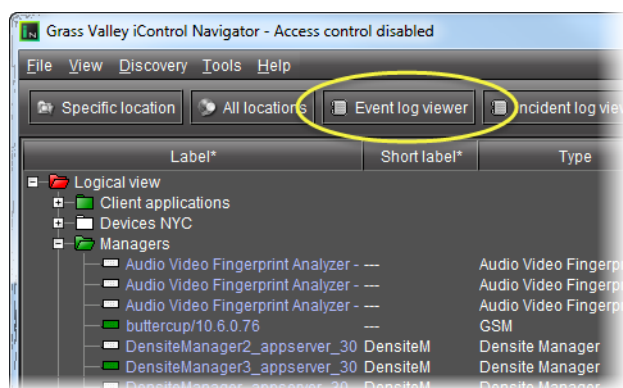 Grass Valley iControl Navigator - Access control disabled
File View Discovery Tools Help
Specific location All locations Event log viewer Incident log
Label* Short label* Type
Logical view
Client applications
Devices NYC
Managers
Audio Video Fingerprint Analyzer - --- Audio Video
Audio Video Fingerprint Analyzer - --- Audio Video
Audio Video Fingerprint Analyzer - --- Audio Video
buttercup/10.6.0.76 --- GSM
DensiteManager2_appserver_30 DensiteM Densite Manager
DensiteManager3_appserver_30 DensiteM Densite Manager